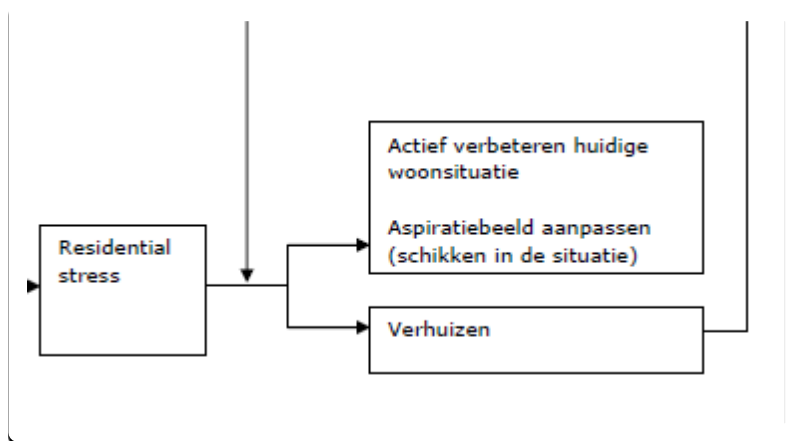 Actief verbeteren huidige
woonsituatie
Aspiratiebeeld aanpassen
(schikken in de situatie)
Residential
stress
Verhuizen